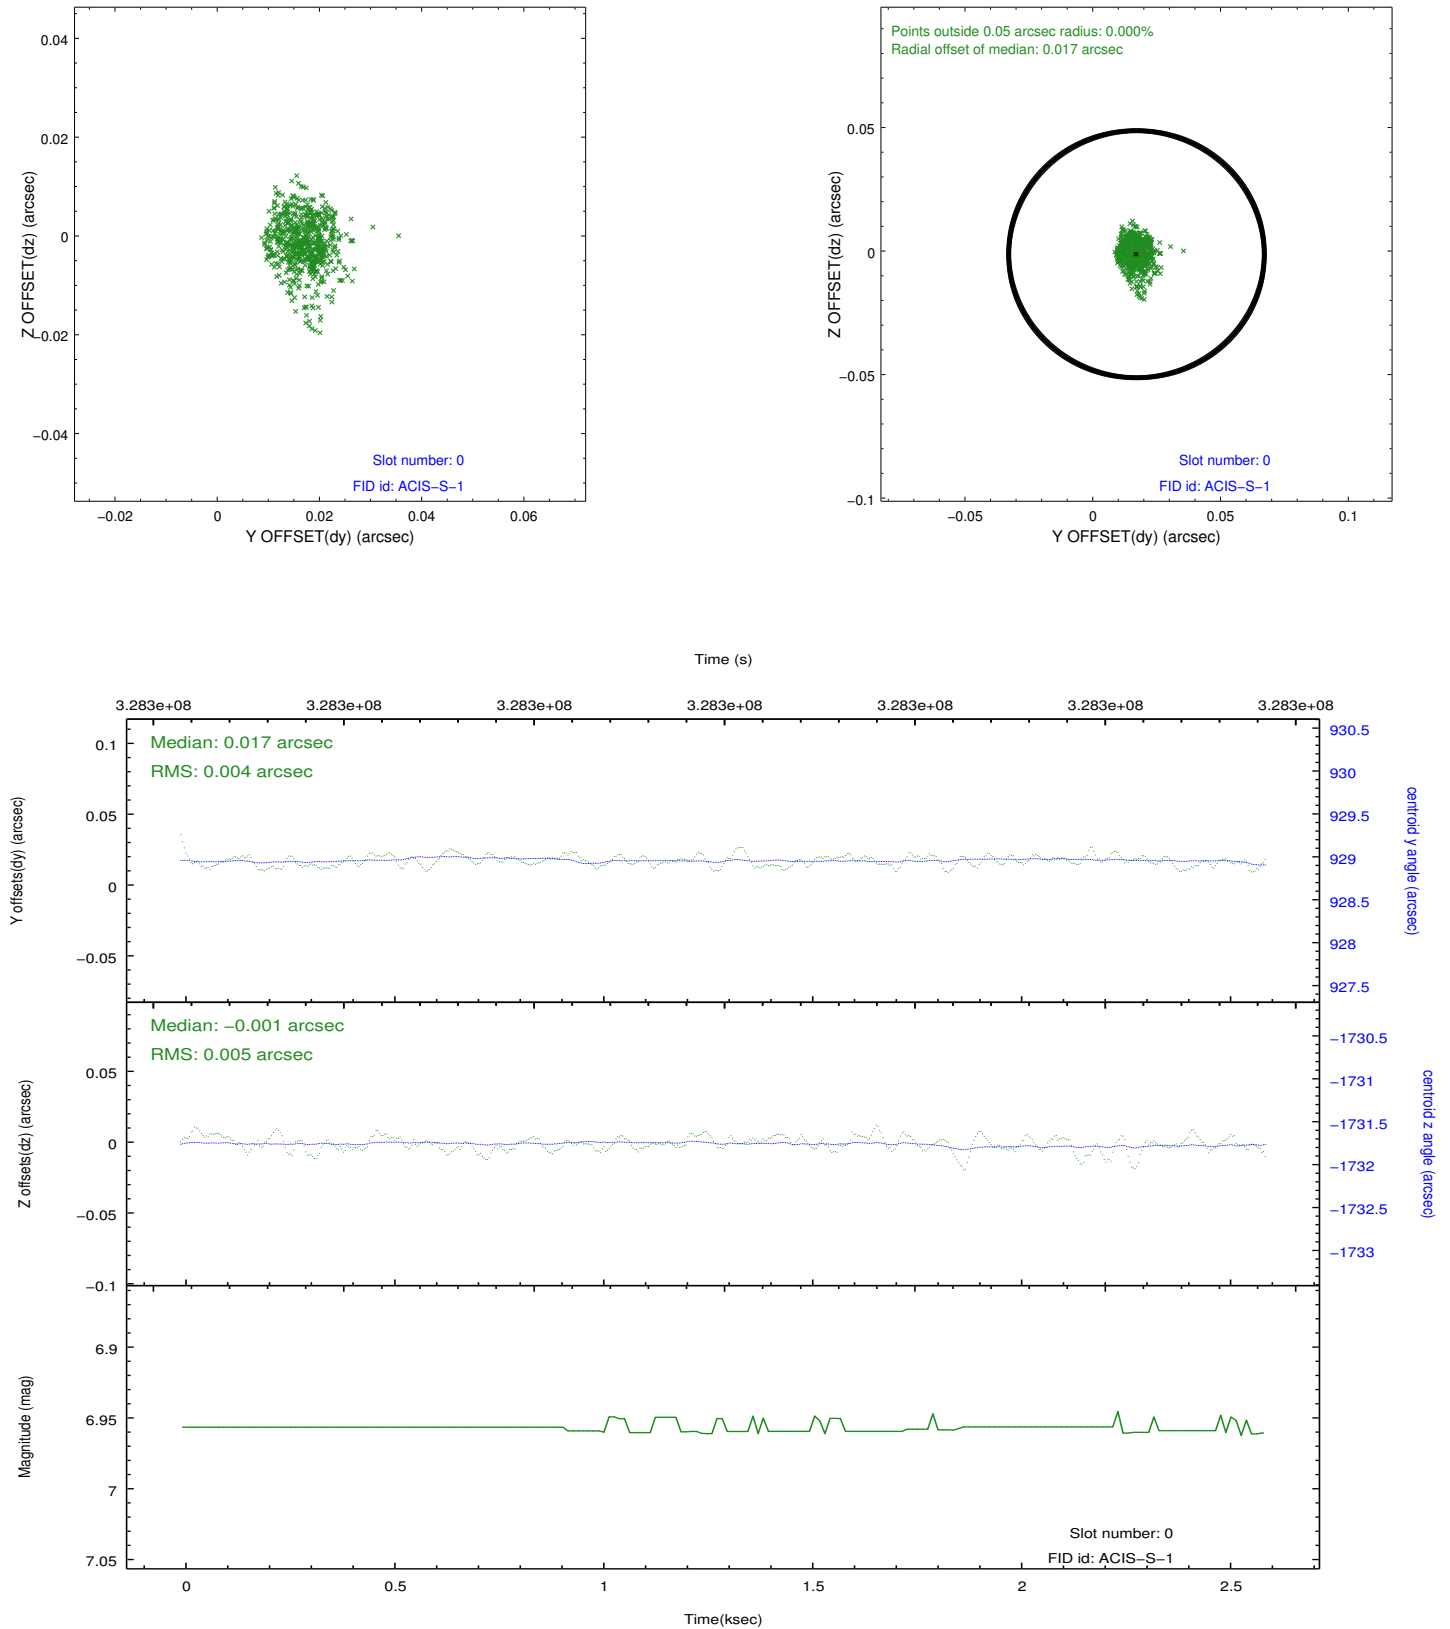 0.04
0.02
0
−0.02
−0.04
Z OFFSET(dz) (arcsec)
Slot number: 0
FID id: ACIS−S−1
−0.02
0
0.02
0.04
0.06
Y OFFSET(dy) (arcsec)
Points outside 0.05 arcsec radius: 0.000%
Radial offset of median: 0.017 arcsec
0.05
0
−0.05
−0.1
Z OFFSET(dz) (arcsec)
Slot number: 0
FID id: ACIS−S−1
−0.05
0
0.05
0.1
Y OFFSET(dy) (arcsec)
Time (s)
3.283e+08 3.283e+08 3.283e+08 3.283e+08 3.283e+08 3.283e+08 3.283e+08
Median: 0.017 arcsec
RMS: 0.004 arcsec
0.1
0.05
0
−0.05
Y offsets(dy) (arcsec)
930.5
930
929.5
929
928.5
928
927.5
centroid y angle (arcsec)
Median: −0.001 arcsec
RMS: 0.005 arcsec
0.05
0
−0.05
−0.1
Z offsets(dz) (arcsec)
−1730.5
−1731
−1731.5
−1732
−1732.5
−1733
centroid z angle (arcsec)
6.9
6.95
7
7.05
Magnitude (mag)
Slot number: 0
FID id: ACIS−S−1
0 0.5 1 1.5 2 2.5
Time(ksec)